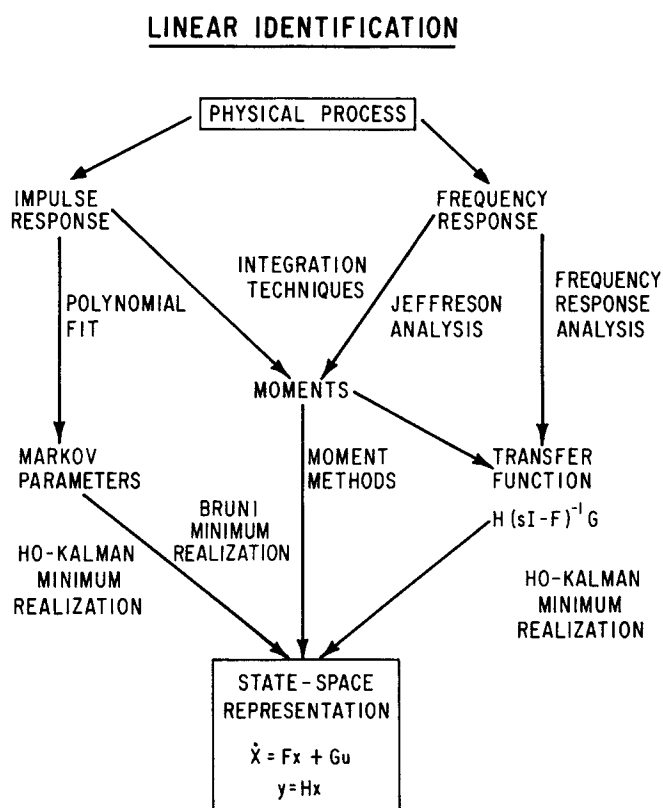 LINEAR IDENTIFICATION
PHYSICAL PROCESS
IMPULSE
RESPONSE
FREQUENCY
RESPONSE
INTEGRATION
TECHNIQUES
POLYNOMIAL
FIT
JEFFRESON
ANALYSIS
FREQUENCY
RESPONSE
ANALYSIS
MOMENTS
MARKOV
PARAMETERS
MOMENT
METHODS
TRANSFER
FUNCTION
H(sI-F)⁻¹G
BRUNI
MINIMUM
REALIZATION
HO-KALMAN
MINIMUM
REALIZATION
HO-KALMAN
MINIMUM
REALIZATION
STATE-SPACE
REPRESENTATION
Ẋ = Fx + Gu
y = Hx